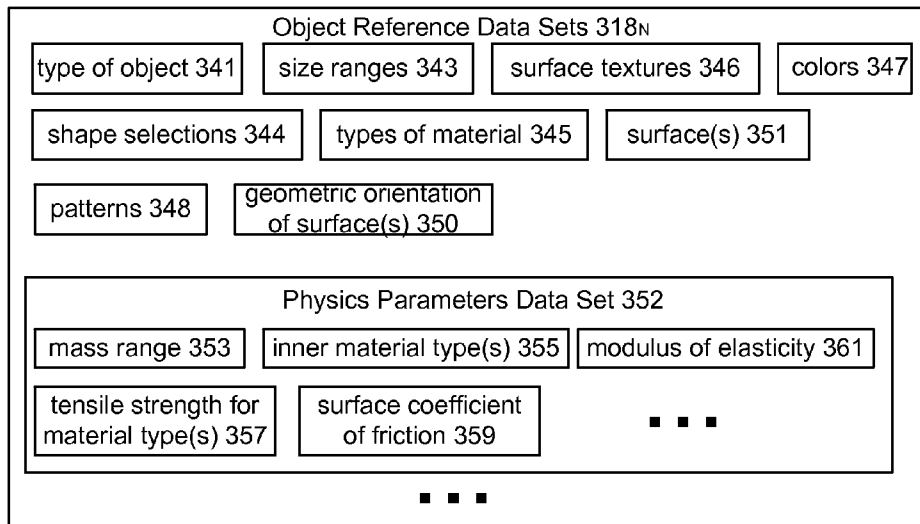 Object Reference Data Sets 318N
type of object 341
size ranges 343
surface textures 346
colors 347
shape selections 344
types of material 345
surface(s) 351
patterns 348
geometric orientation
of surface(s) 350
Physics Parameters Data Set 352
mass range 353
inner material type(s) 355
modulus of elasticity 361
tensile strength for
material type(s) 357
surface coefficient
of friction 359